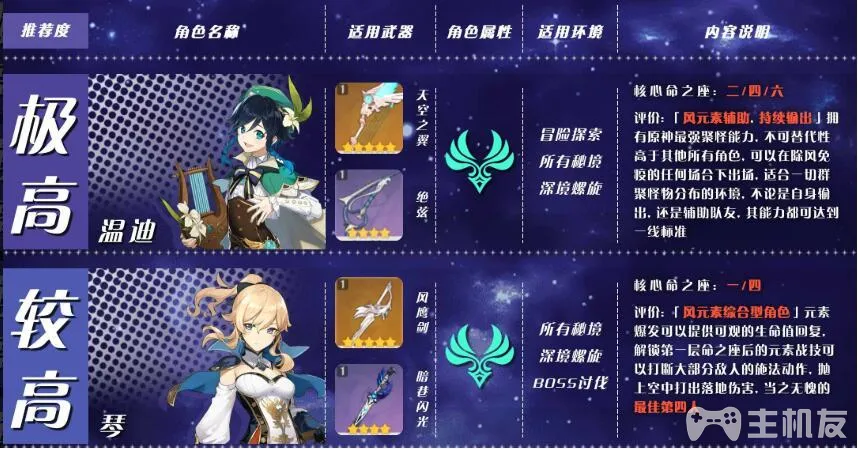 推荐度 角色名称 适用武器 角色属性 适用环境 内容说明
极高
温迪
1
天空之翼
1
绝弦
冒险探索
所有秘境
深境螺旋
核心命之座: 二/四/六
评价:「风元素辅助, 持续输出」拥
有原神最强聚怪能力, 不可替代性
高于其他所有角色, 可以在除风免
疫的任何场合下出场, 适合一切群
聚怪物分布的环境, 不论是自身输
出, 还是辅助队友, 其能力都可达到
一线标准
较高
琴
1
风鹰剑
1
暗巷闪光
所有秘境
深境螺旋
BOSS讨伐
核心命之座: 一/四
评价:「风元素综合型角色」元素
爆发可以提供可观的生命值回复,
解锁第一层命之座后的元素战技可
以打断大部分敌人的施法动作, 抛
上空中打出落地伤害, 当之无愧的
最佳第四人
主机友